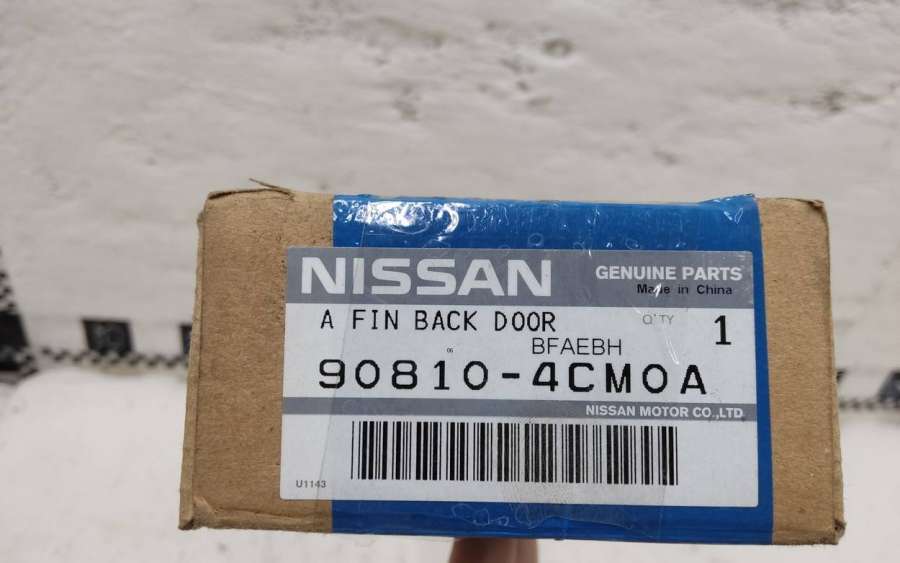 NISSAN
GENUINE PARTS
Made in China
A FIN BACK DOOR
Q'TY 1
BFAEBH
06
90810-4CM0A
NISSAN MOTOR CO.,LTD
U1143